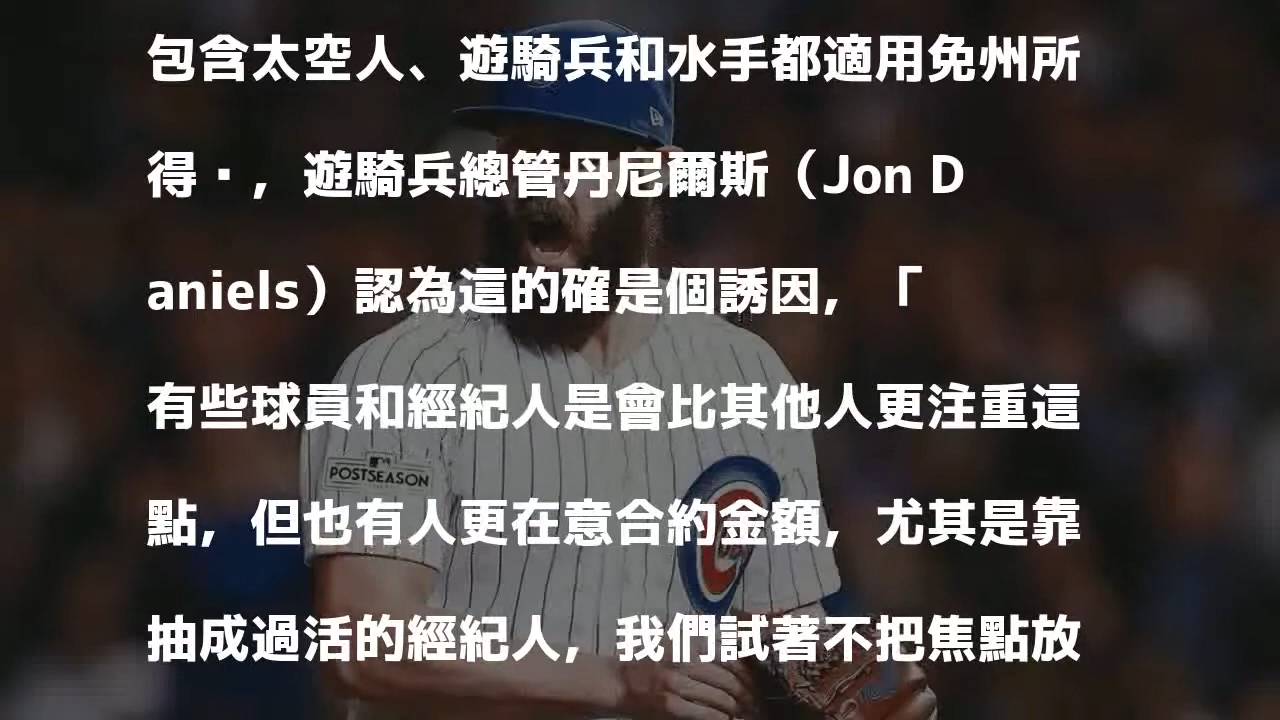 包含太空人、遊騎兵和水手都適用免州所
得·，遊騎兵總管丹尼爾斯（Jon D
aniels）認為這的確是個誘因，「
有些球員和經紀人是會比其他人更注重這
POSTSEASON
點，但也有人更在意合約金額，尤其是靠
抽成過活的經紀人，我們試著不把焦點放